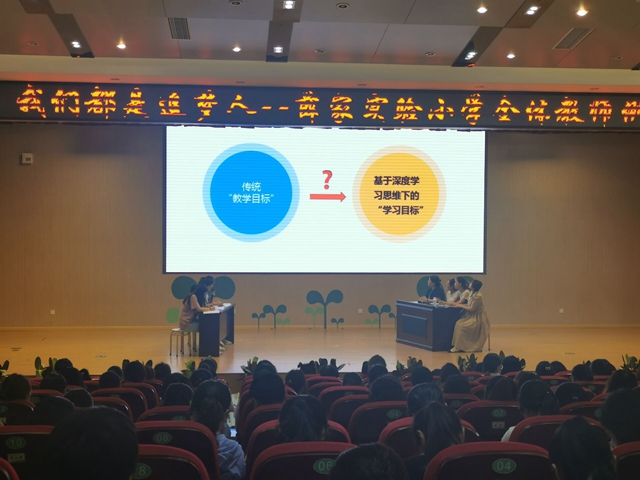 我们都是追梦人--薛家实验小学全体教师
传统
“教学目标”
?
基于深度学
习思维下的
“学习目标”
04